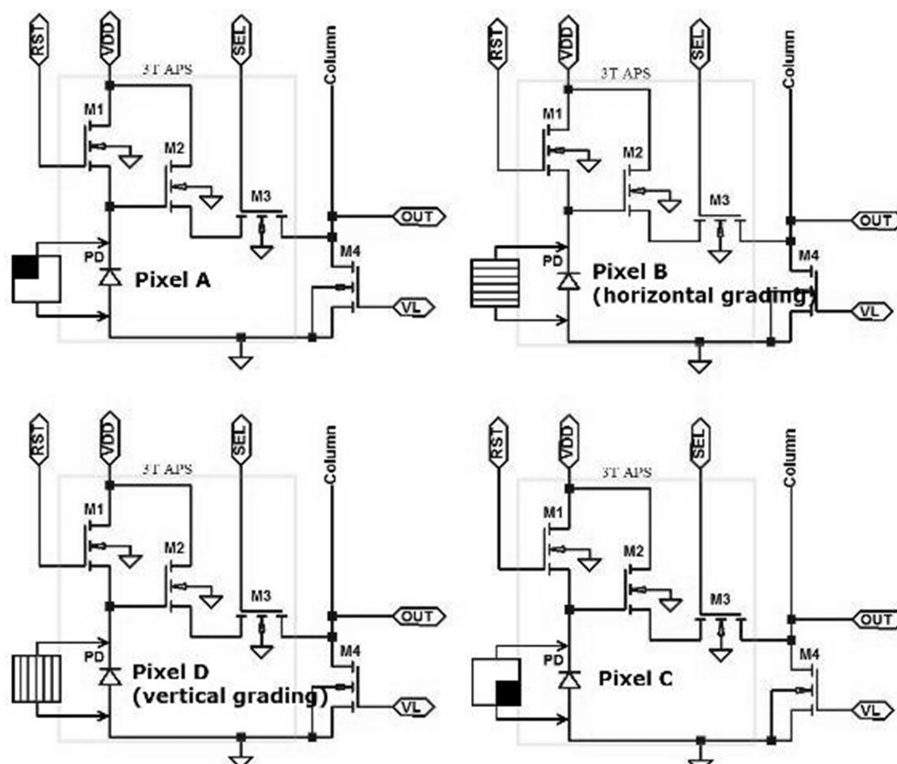 RST
VDD
SEL
Column
3T APS
M1
M2
M3
OUT
PD
Pixel A
M4
VL
RST
VDD
SEL
Column
3T APS
M1
M2
M3
OUT
PD
Pixel B
(horizontal grading)
M4
VL
RST
VDD
SEL
Column
3T APS
M1
M2
M3
OUT
PD
Pixel D
(vertical grading)
M4
VL
RST
VDD
SEL
Column
3T APS
M1
M2
M3
OUT
PD
Pixel C
M4
VL